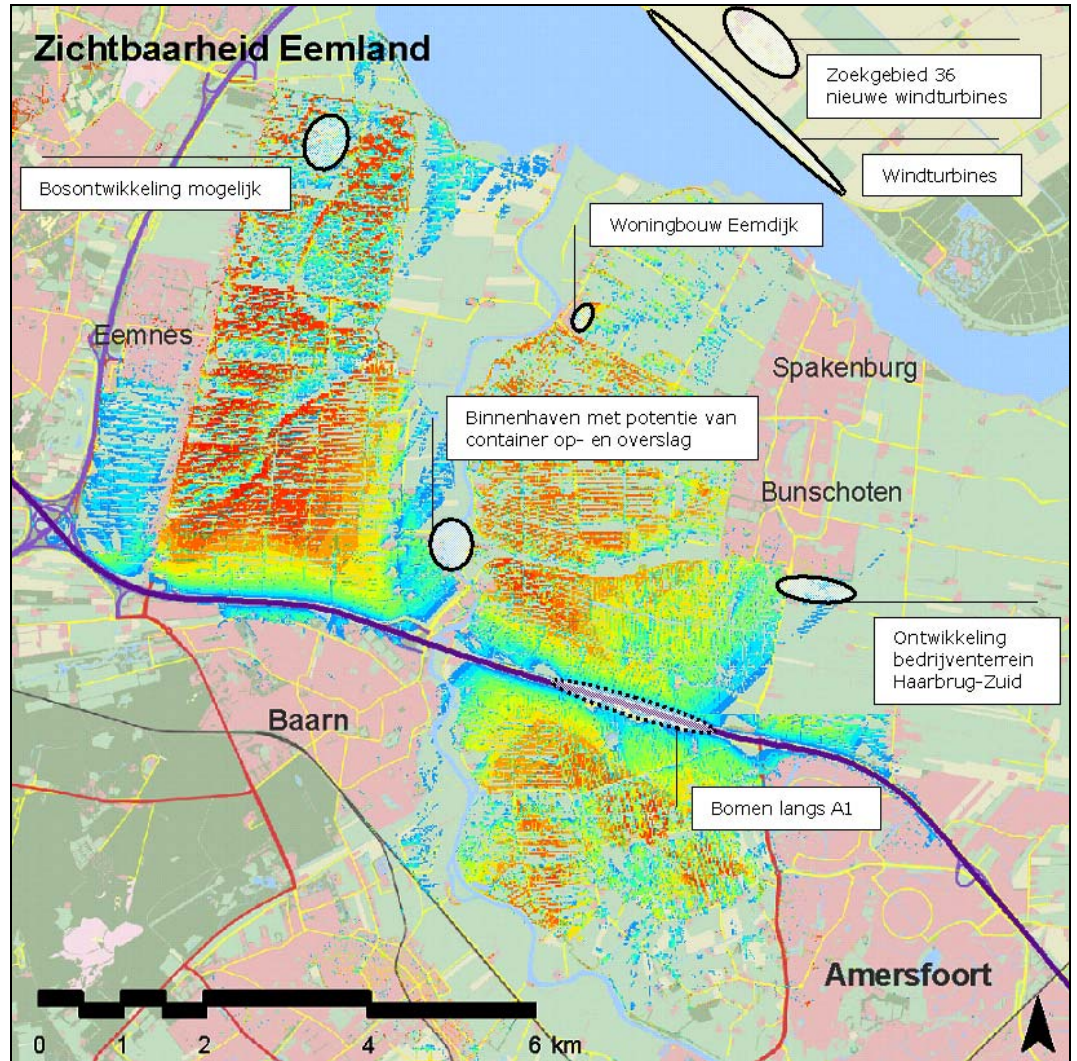 Zichtbaarheid Eemland
Zoekgebied 36
nieuwe windturbines
Windturbines
Bosontwikkeling mogelijk
Woningbouw Eemdijk
Eemnes
Spakenburg
Binnenhaven met potentie van
container op- en overslag
Bunschoten
Ontwikkeling
bedrijventerrein
Haarbrug-Zuid
Baarn
Bomen langs A1
Amersfoort
0 1 2 4 6 km